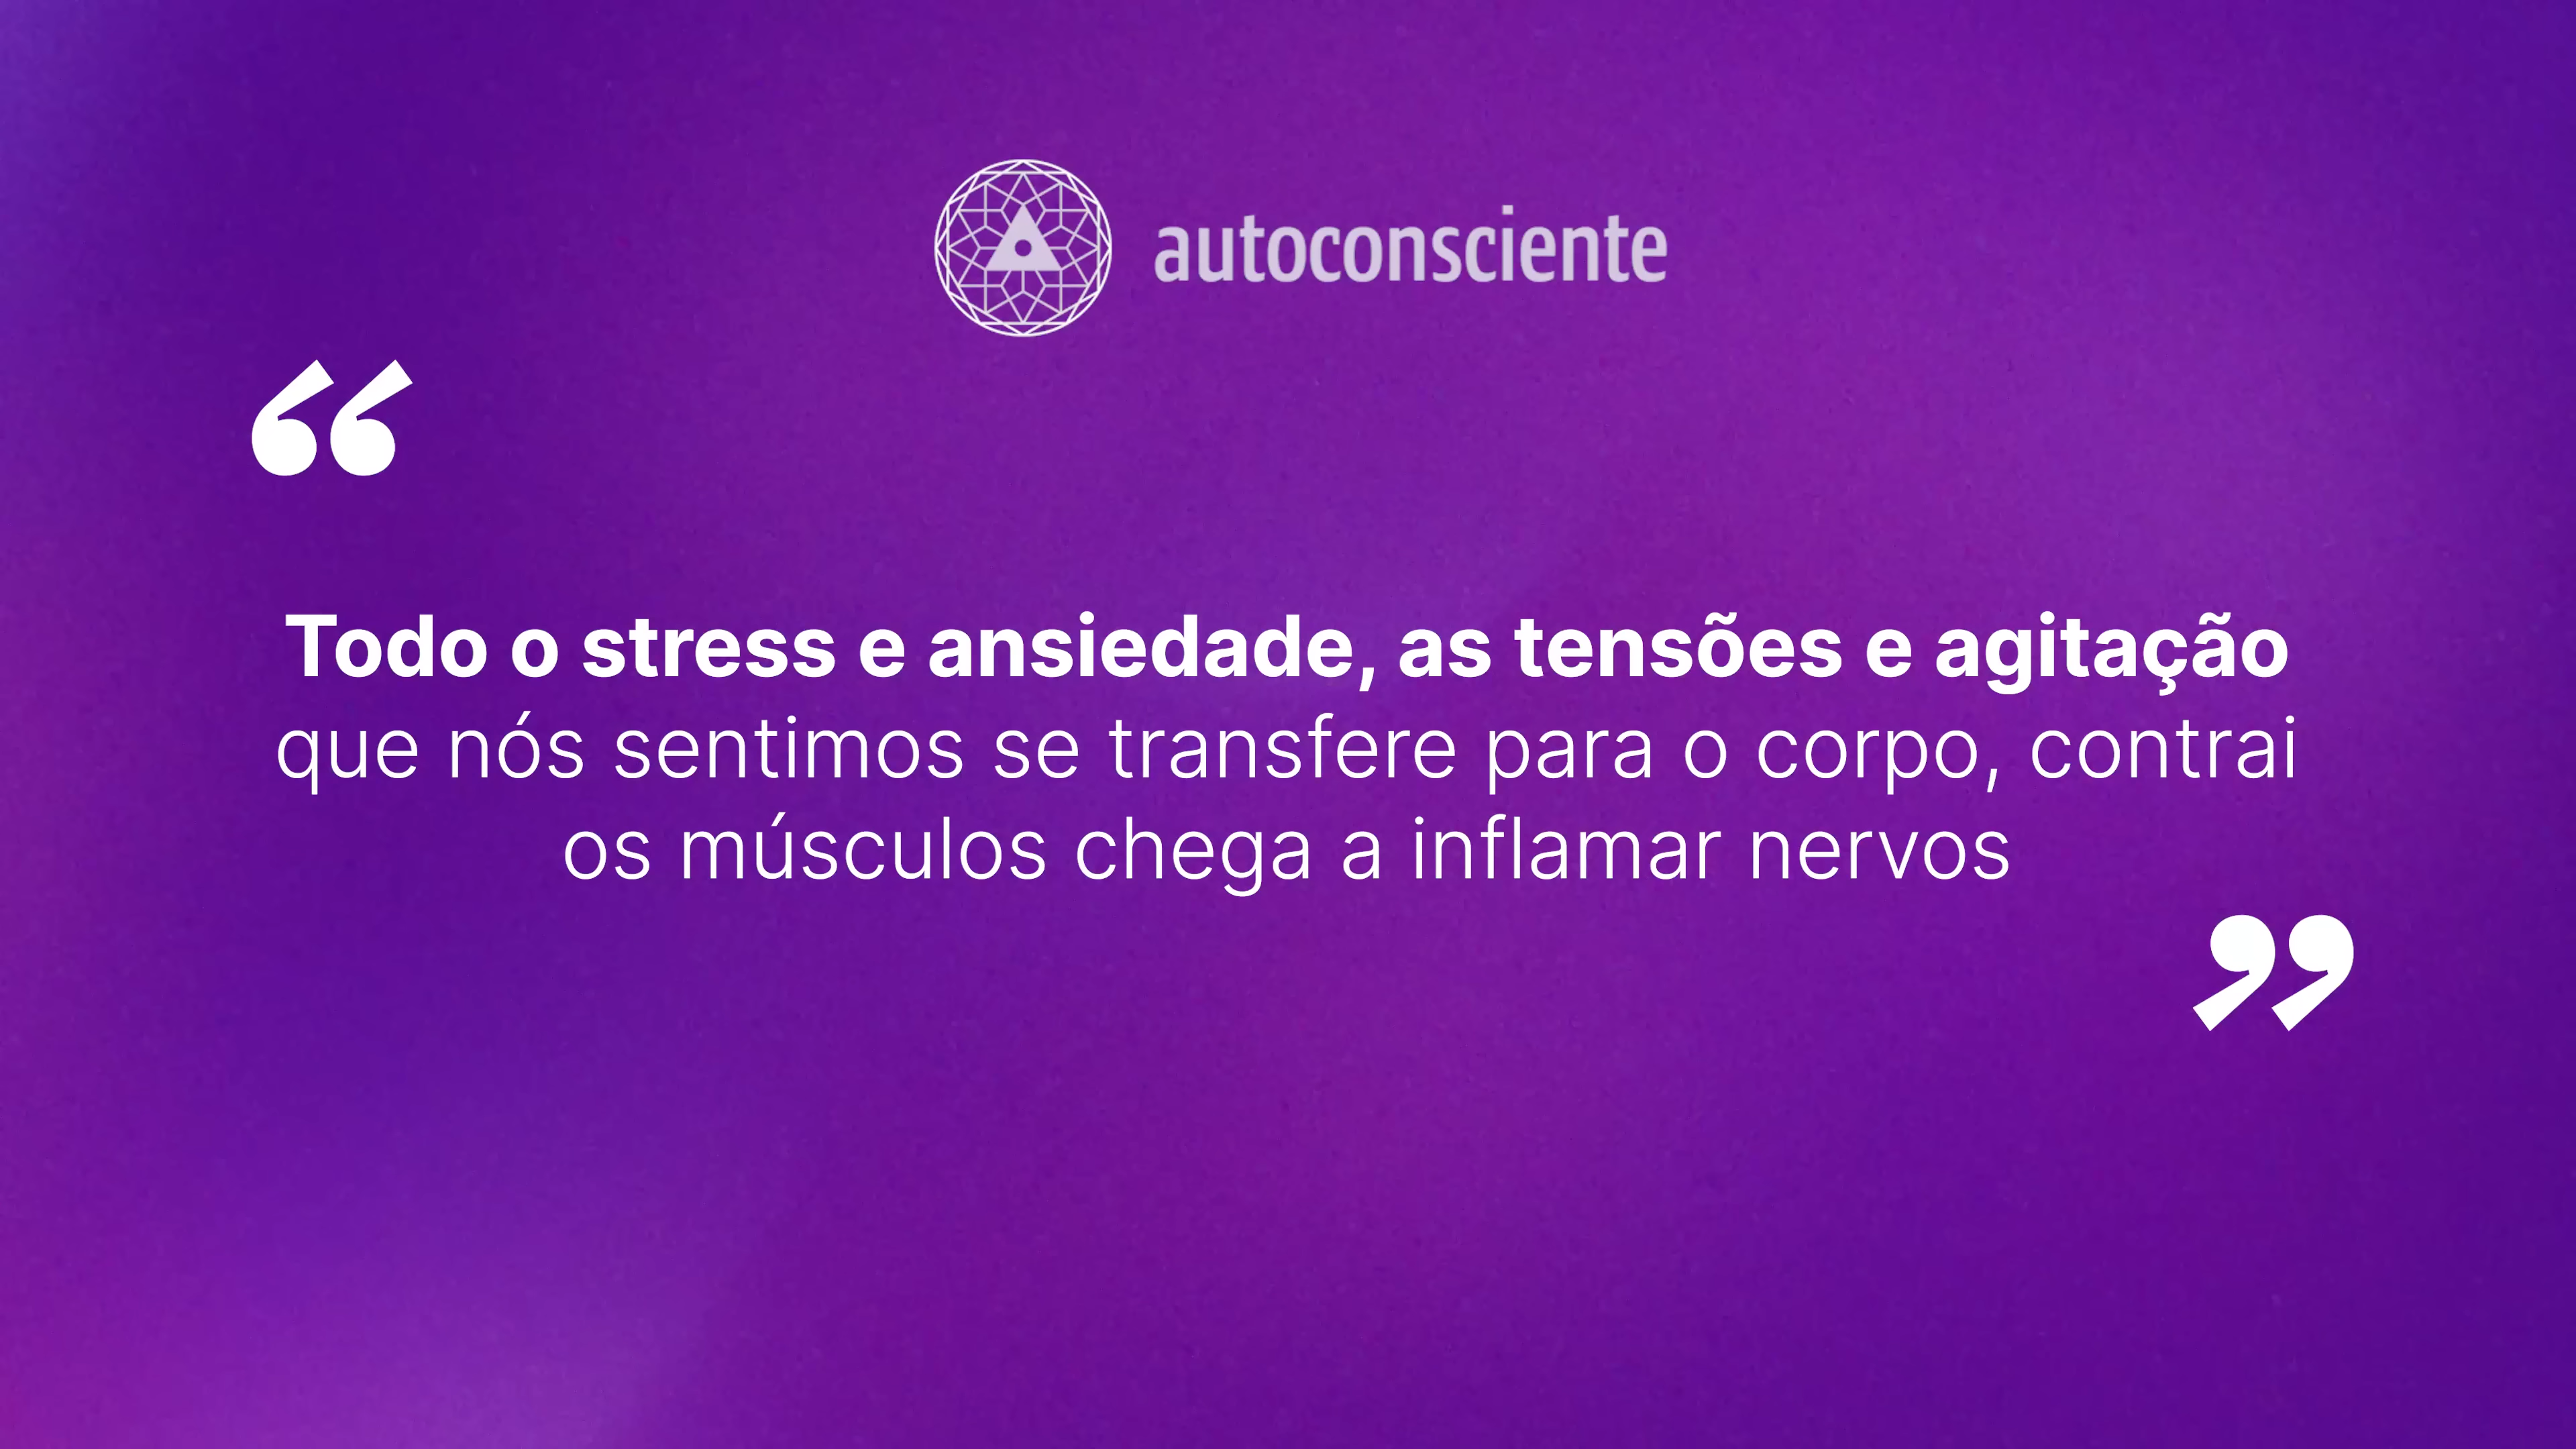 autoconsciente
“
Todo o stress e ansiedade, as tensões e agitação
que nós sentimos se transfere para o corpo, contrai
os músculos chega a inflamar nervos
”